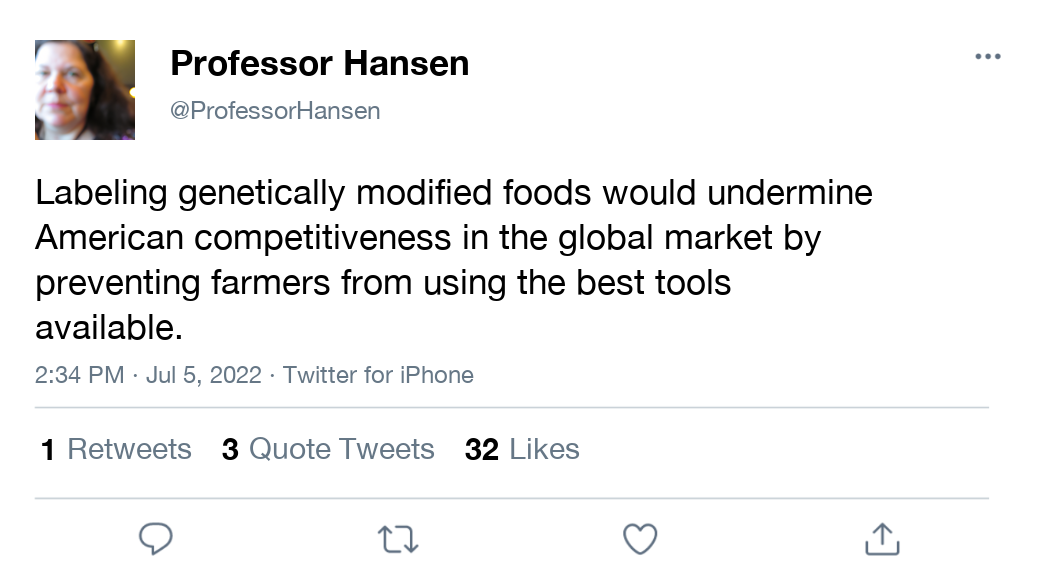 Professor Hansen
@ProfessorHansen
Labeling genetically modified foods would undermine
American competitiveness in the global market by
preventing farmers from using the best tools
available.
2:34 PM · Jul 5, 2022 · Twitter for iPhone
1 Retweets 3 Quote Tweets 32 Likes